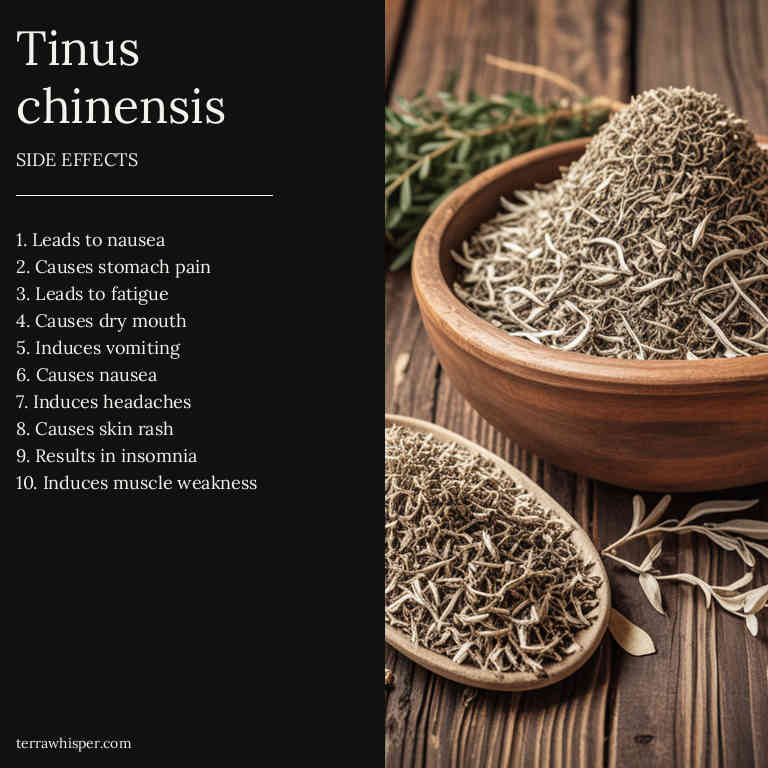 Tinus
chinensis
SIDE EFFECTS
1. Leads to nausea
2. Causes stomach pain
3. Leads to fatigue
4. Causes dry mouth
5. Induces vomiting
6. Causes nausea
7. Induces headaches
8. Causes skin rash
9. Results in insomnia
10. Induces muscle weakness
terrawhisper.com